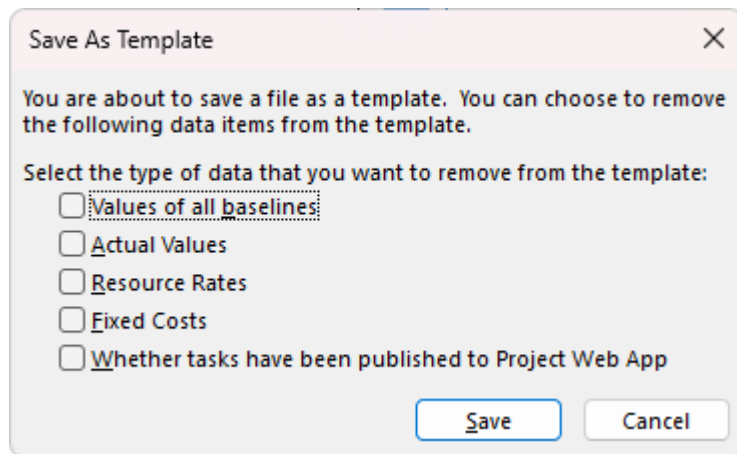 Save As Template
You are about to save a file as a template.  You can choose to remove
the following data items from the template.
Select the type of data that you want to remove from the template:
Values of all baselines
Actual Values
Resource Rates
Fixed Costs
Whether tasks have been published to Project Web App
Save Cancel